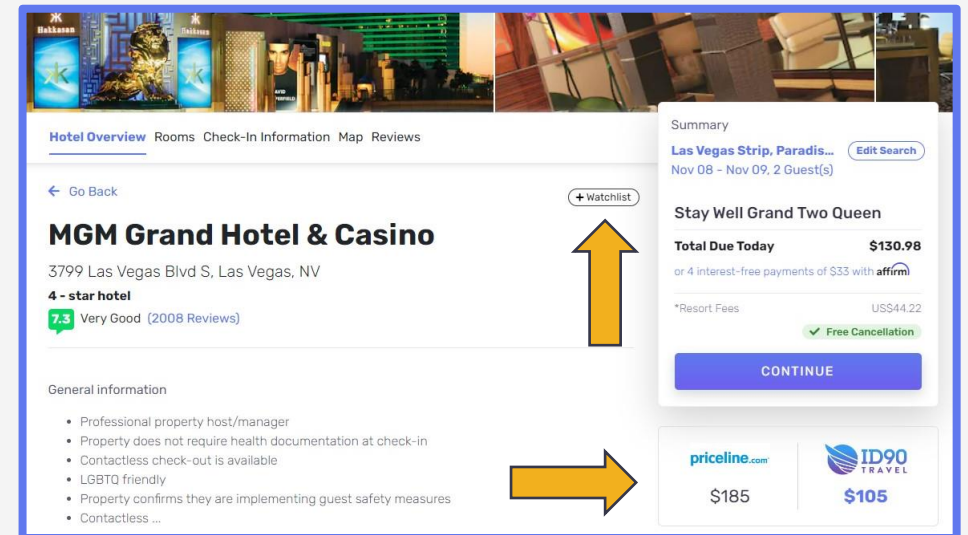 Hakkasan
Hotel Overview Rooms Check-In Information Map Reviews
← Go Back
+ Watchlist
MGM Grand Hotel & Casino
3799 Las Vegas Blvd S, Las Vegas, NV
4 - star hotel
7.3 Very Good (2008 Reviews)
General information
• Professional property host/manager
• Property does not require health documentation at check-in
• Contactless check-out is available
• LGBTQ friendly
• Property confirms they are implementing guest safety measures
• Contactless ...
Summary
Las Vegas Strip, Paradis... Edit Search
Nov 08 - Nov 09, 2 Guest(s)
Stay Well Grand Two Queen
Total Due Today $130.98
or 4 interest-free payments of $33 with affirm
*Resort Fees US$44.22
✓ Free Cancellation
CONTINUE
priceline.com ID90
TRAVEL
$185 $105